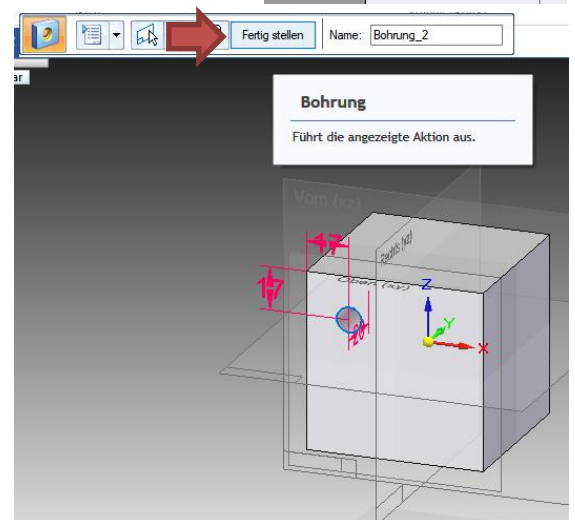 Fertig stellen
Name:
Bohrung_2
ar
Bohrung
Führt die angezeigte Aktion aus.
Vorn (xz)
Rechts (yz)
17
Oben (xy)
Z
17
Y
X